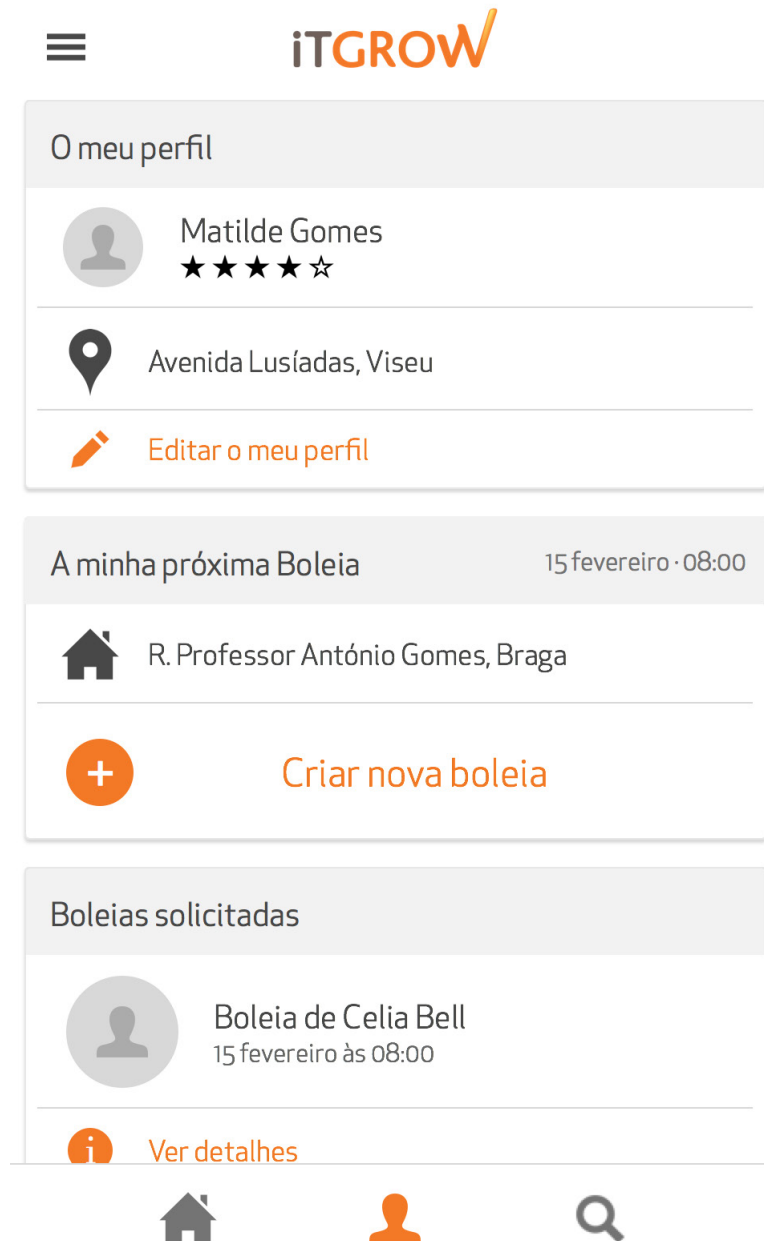 iTGROW
O meu perfil
Matilde Gomes
★★★★☆
Avenida Lusíadas, Viseu
Editar o meu perfil
A minha próxima Boleia
15 fevereiro · 08:00
R. Professor António Gomes, Braga
Criar nova boleia
Boleias solicitadas
Boleia de Celia Bell
15 fevereiro às 08:00
Ver detalhes